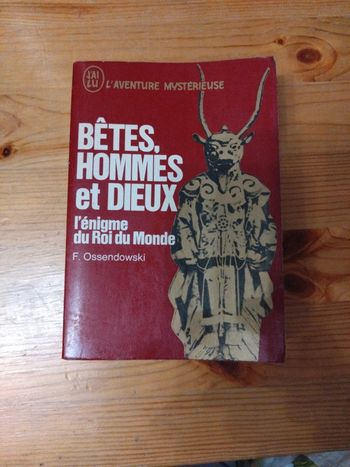 J'AI
LU
L'AVENTURE MYSTÉRIEUSE
BÊTES,
HOMMES
et DIEUX
l'énigme
du Roi du Monde
F. Ossendowski